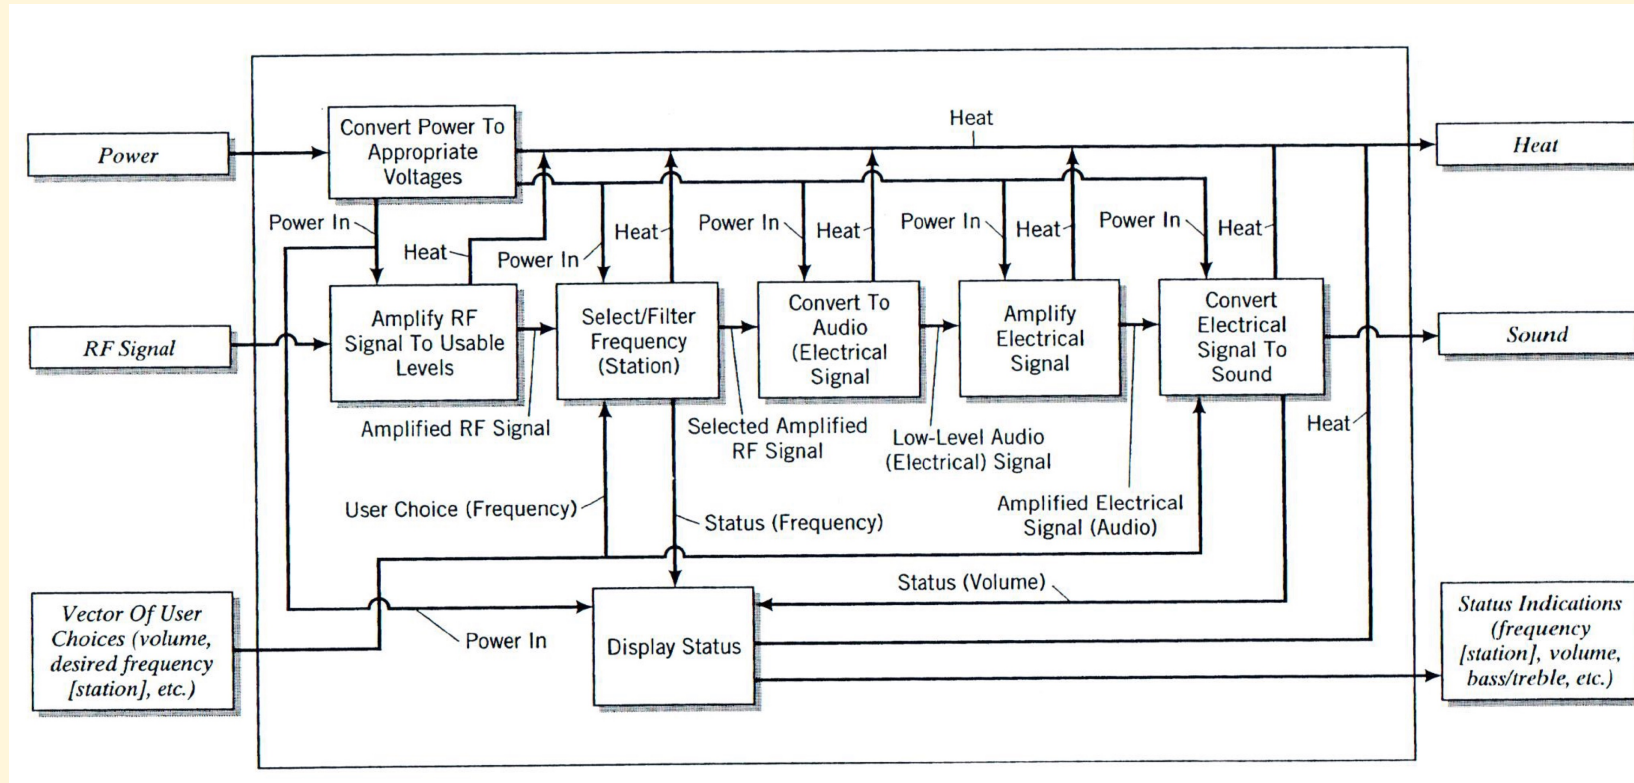 Heat
Convert Power To
Appropriate
Voltages
Power
Heat
Power In
Heat
Power In
Heat
Power In
Heat
Power In
Heat
Power In
Heat
RF Signal
Amplify RF
Signal To Usable
Levels
Select/Filter
Frequency
(Station)
Convert To
Audio
(Electrical
Signal
Amplify
Electrical
Signal
Convert
Electrical
Signal To
Sound
Sound
Amplified RF Signal
Selected Amplified
RF Signal
Low-Level Audio
(Electrical) Signal
Heat
User Choice (Frequency)
Status (Frequency)
Amplified Electrical
Signal (Audio)
Vector Of User
Choices (volume,
desired frequency
[station], etc.)
Power In
Display Status
Status (Volume)
Status Indications
(frequency
[station], volume,
bass/treble, etc.)